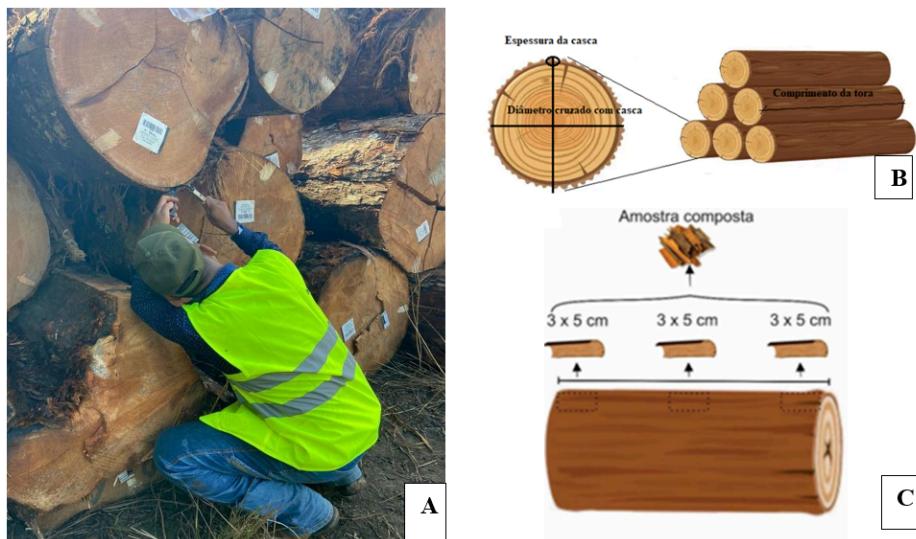 A
Espessura da casca
Diâmetro cruzado com casca
Comprimento da tora
B
Amostra composta
3 x 5 cm
3 x 5 cm
3 x 5 cm
C